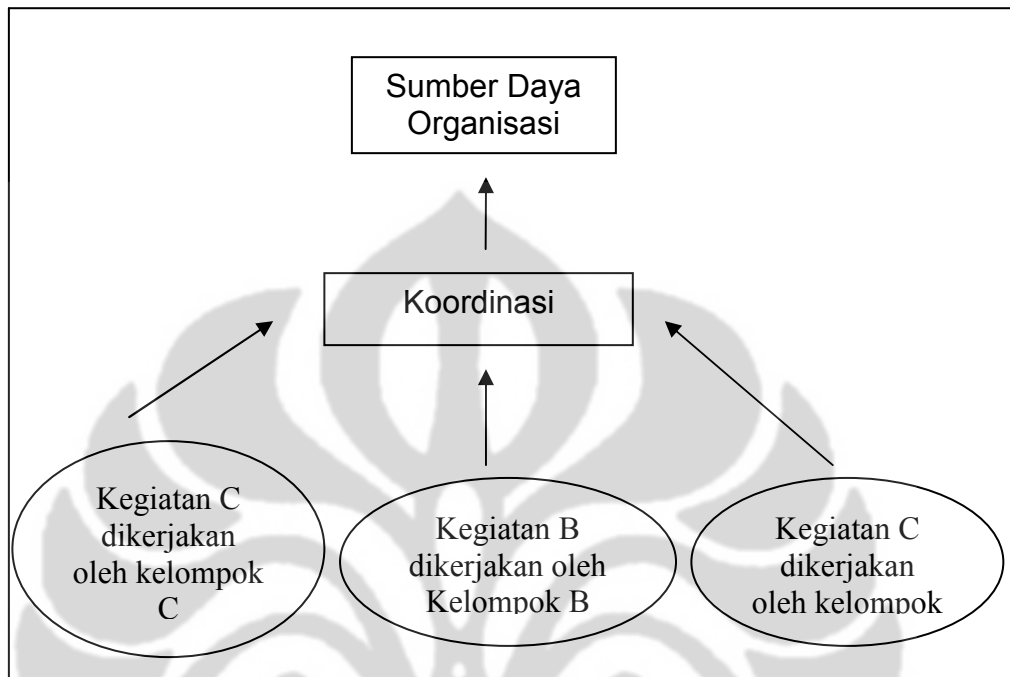 Sumber Daya
Organisasi
Koordinasi
Kegiatan C
dikerjakan
oleh kelompok
C
Kegiatan B
dikerjakan oleh
Kelompok B
Kegiatan C
dikerjakan
oleh kelompok